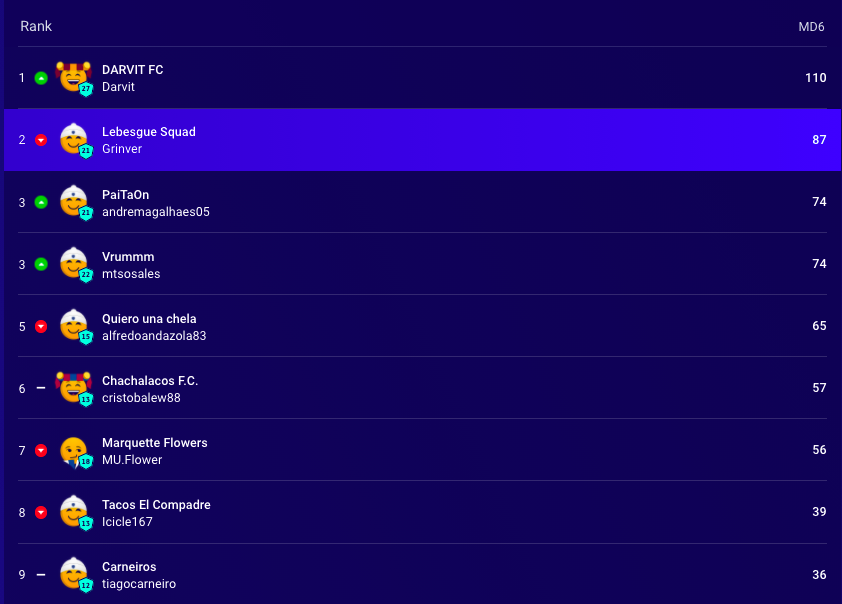 Rank MD6
1 27 DARVIT FC 110
Darvit
2 21 Lebesgue Squad 87
Grinver
3 21 PaiTaOn 74
andremagalhaes05
3 22 Vrummm 74
mtsosales
5 15 Quiero una chela 65
alfredoandazola83
6 13 Chachalacos F.C. 57
cristobalew88
7 18 Marquette Flowers 56
MU.Flower
8 13 Tacos El Compadre 39
Icicle167
9 12 Carneiros 36
tiagocarneiro